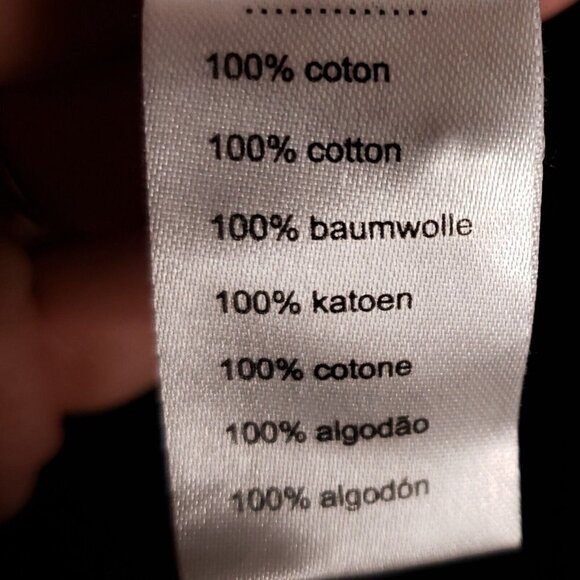 100% coton
100% cotton
100% baumwolle
100% katoen
100% cotone
100% algodão
100% algodón